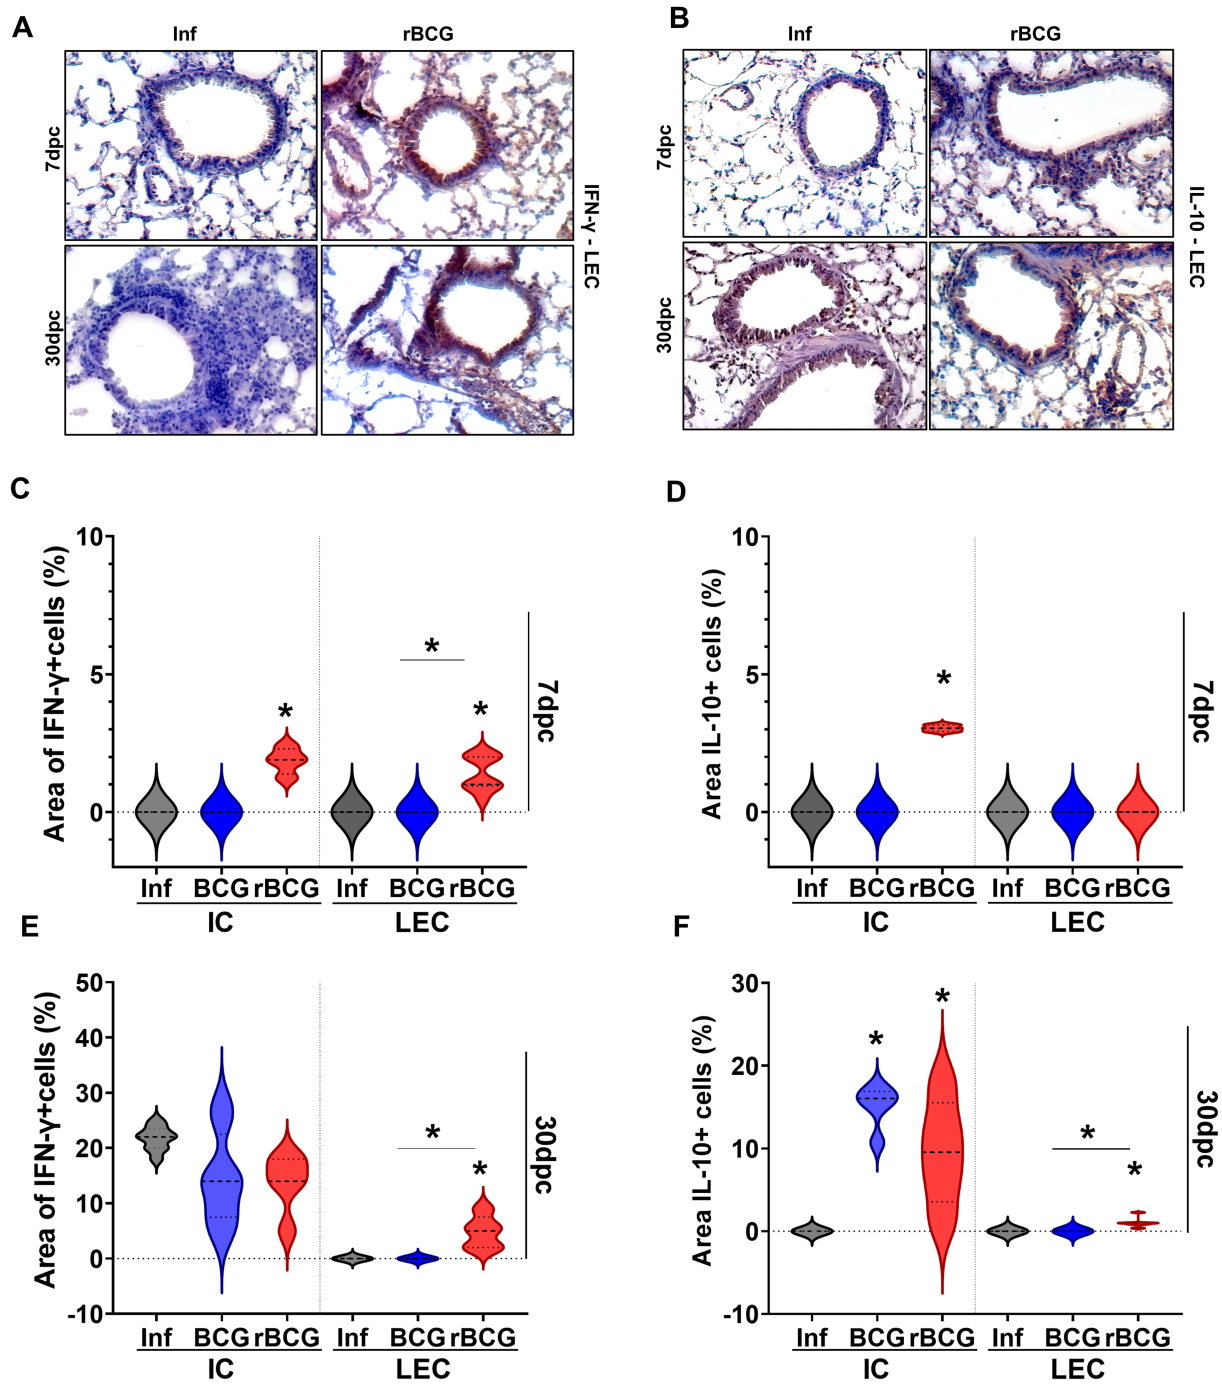 A
Inf
rBCG
7dpc
30dpc
IFN-γ - LEC
B
Inf
rBCG
7dpc
30dpc
IL-10 - LEC
C
Area of IFN-γ+cells (%)
10
5
0
*
*
*
7dpc
Inf BCG rBCG Inf BCG rBCG
IC LEC
D
Area IL-10+ cells (%)
10
5
0
*
7dpc
Inf BCG rBCG Inf BCG rBCG
IC LEC
E
Area of IFN-γ+cells (%)
50
40
30
20
10
0
-10
*
*
30dpc
Inf BCG rBCG Inf BCG rBCG
IC LEC
F
Area IL-10+ cells (%)
30
20
10
0
-10
*
*
*
*
30dpc
Inf BCG rBCG Inf BCG rBCG
IC LEC